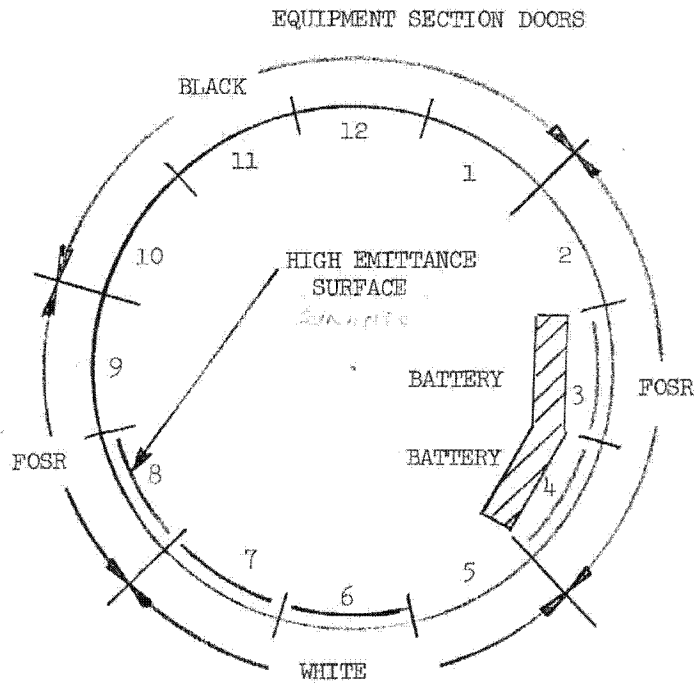 EQUIPMENT SECTION DOORS
BLACK
12
11
1
10
2
HIGH EMITTANCE
SURFACE
9
BATTERY
3
FOSR
BATTERY
FOSR
8
4
7
5
6
WHITE